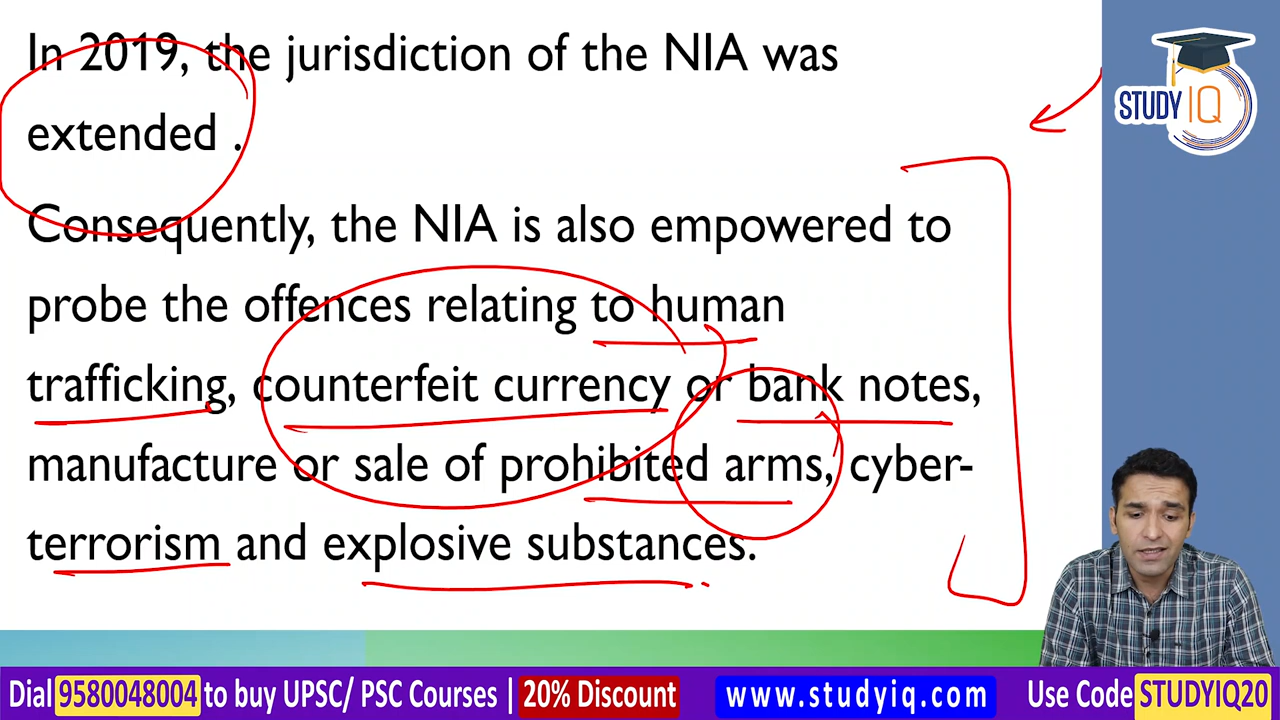 In 2019, the jurisdiction of the NIA was
extended .
Consequently, the NIA is also empowered to
probe the offences relating to human
trafficking, counterfeit currency or bank notes,
manufacture or sale of prohibited arms, cyber-
terrorism and explosive substances.
STUDY IQ
Dial 9580048004 to buy UPSC/ PSC Courses | 20% Discount www.studyiq.com Use Code STUDYIQ20